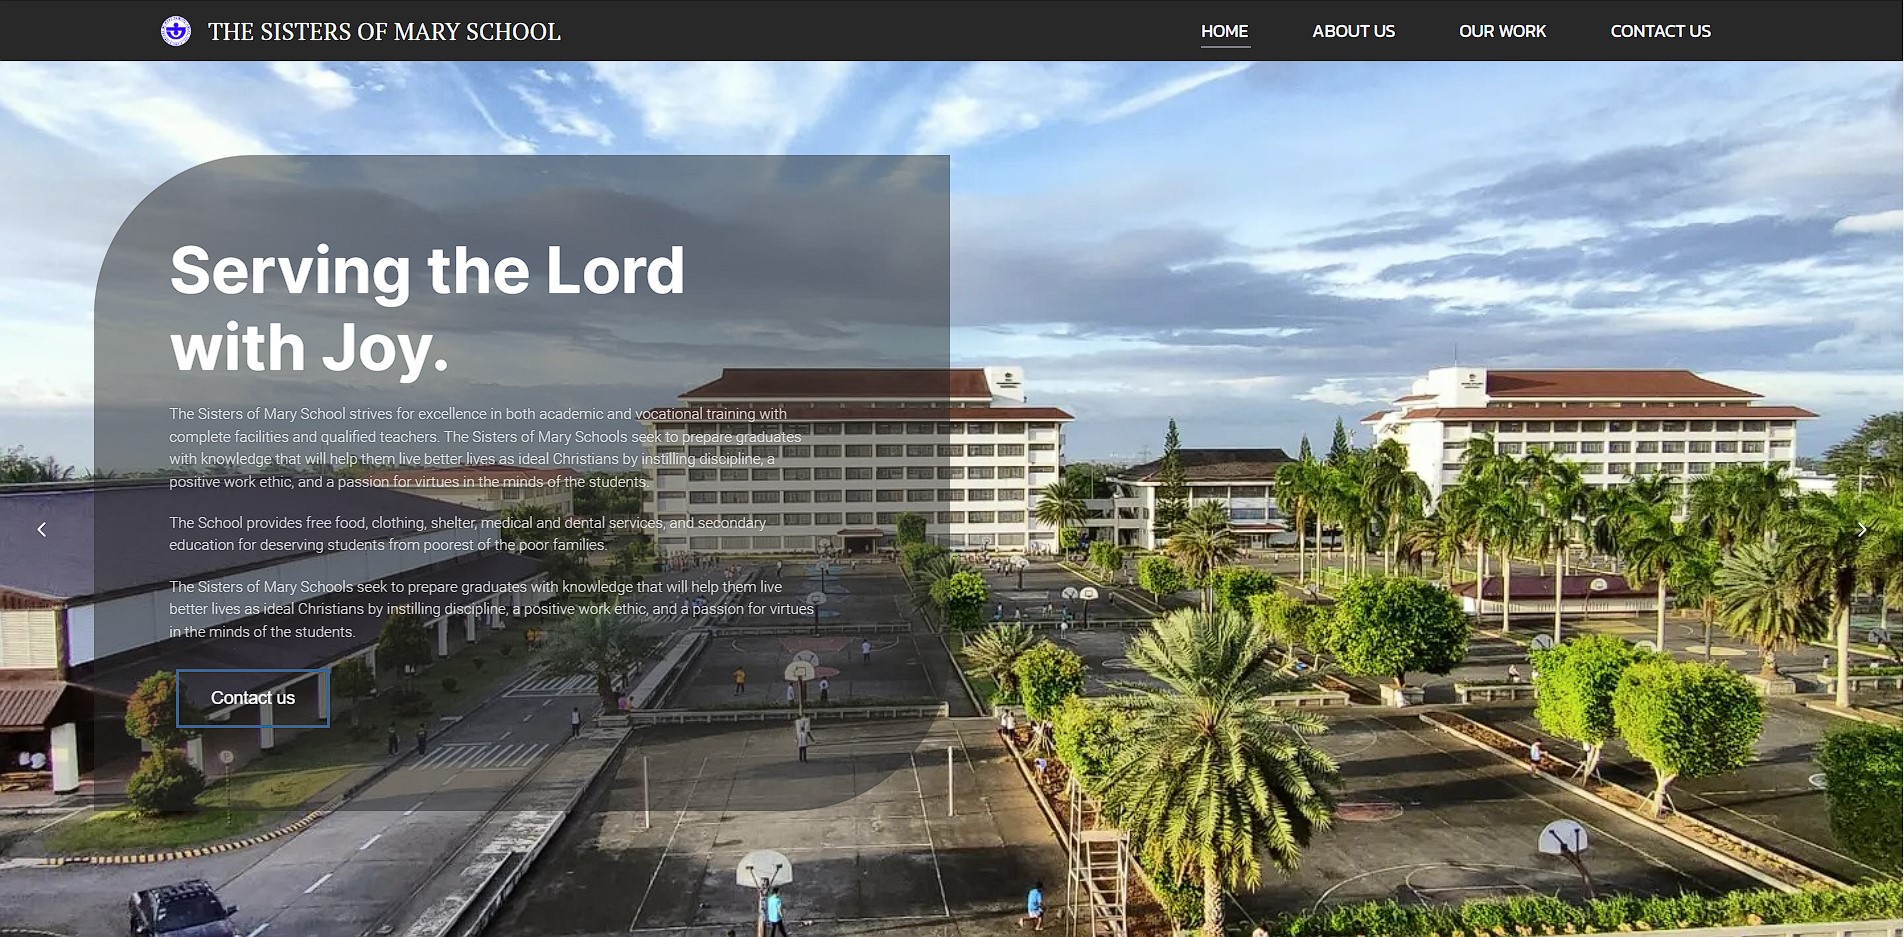 THE SISTERS OF MARY SCHOOL
HOME
ABOUT US
OUR WORK
CONTACT US
Serving the Lord
with Joy.
The Sisters of Mary School strives for excellence in both academic and vocational training with
complete facilities and qualified teachers. The Sisters of Mary Schools seek to prepare graduates
with knowledge that will help them live better lives as ideal Christians by instilling discipline, a
positive work ethic, and a passion for virtues in the minds of the students.
The School provides free food, clothing, shelter, medical and dental services, and secondary
education for deserving students from poorest of the poor families.
The Sisters of Mary Schools seek to prepare graduates with knowledge that will help them live
better lives as ideal Christians by instilling discipline, a positive work ethic, and a passion for virtues
in the minds of the students.
Contact us